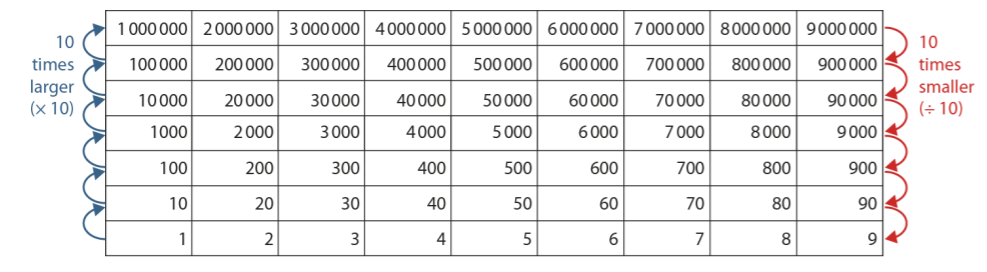 10
times
larger
(× 10)
1 000 000 2 000 000 3 000 000 4 000 000 5 000 000 6 000 000 7 000 000 8 000 000 9 000 000
100 000 200 000 300 000 400 000 500 000 600 000 700 000 800 000 900 000
10 000 20 000 30 000 40 000 50 000 60 000 70 000 80 000 90 000
1000 2 000 3 000 4 000 5 000 6 000 7 000 8 000 9 000
100 200 300 400 500 600 700 800 900
10 20 30 40 50 60 70 80 90
1 2 3 4 5 6 7 8 9
10
times
smaller
(÷ 10)